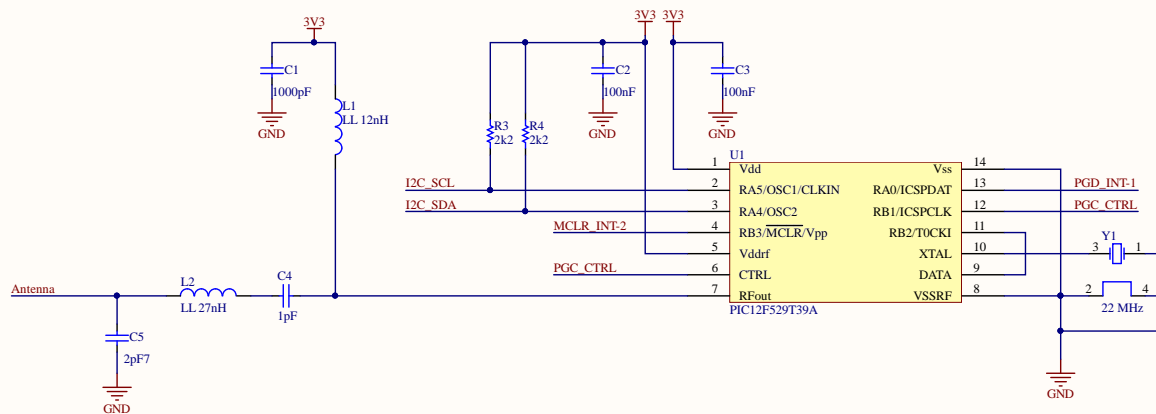 3V3
3V3
3V3
C1
1000pF
GND
L1
LL 12nH
C2
100nF
GND
C3
100nF
GND
R3
2k2
R4
2k2
U1
1
Vdd
Vss
14
I2C_SCL
2
RA5/OSC1/CLKIN
RA0/ICSPDAT
13
PGD_INT-1
I2C_SDA
3
RA4/OSC2
RB1/ICSPCLK
12
PGC_CTRL
MCLR_INT-2
4
RB3/MCLR/Vpp
RB2/T0CKI
11
5
Vddrf
XTAL
10
3
Y1
1
PGC_CTRL
6
CTRL
DATA
9
Antenna
7
RFout
VSSRF
8
2
4
22 MHz
PIC12F529T39A
L2
LL 27nH
C4
1pF
C5
2pF7
GND
GND